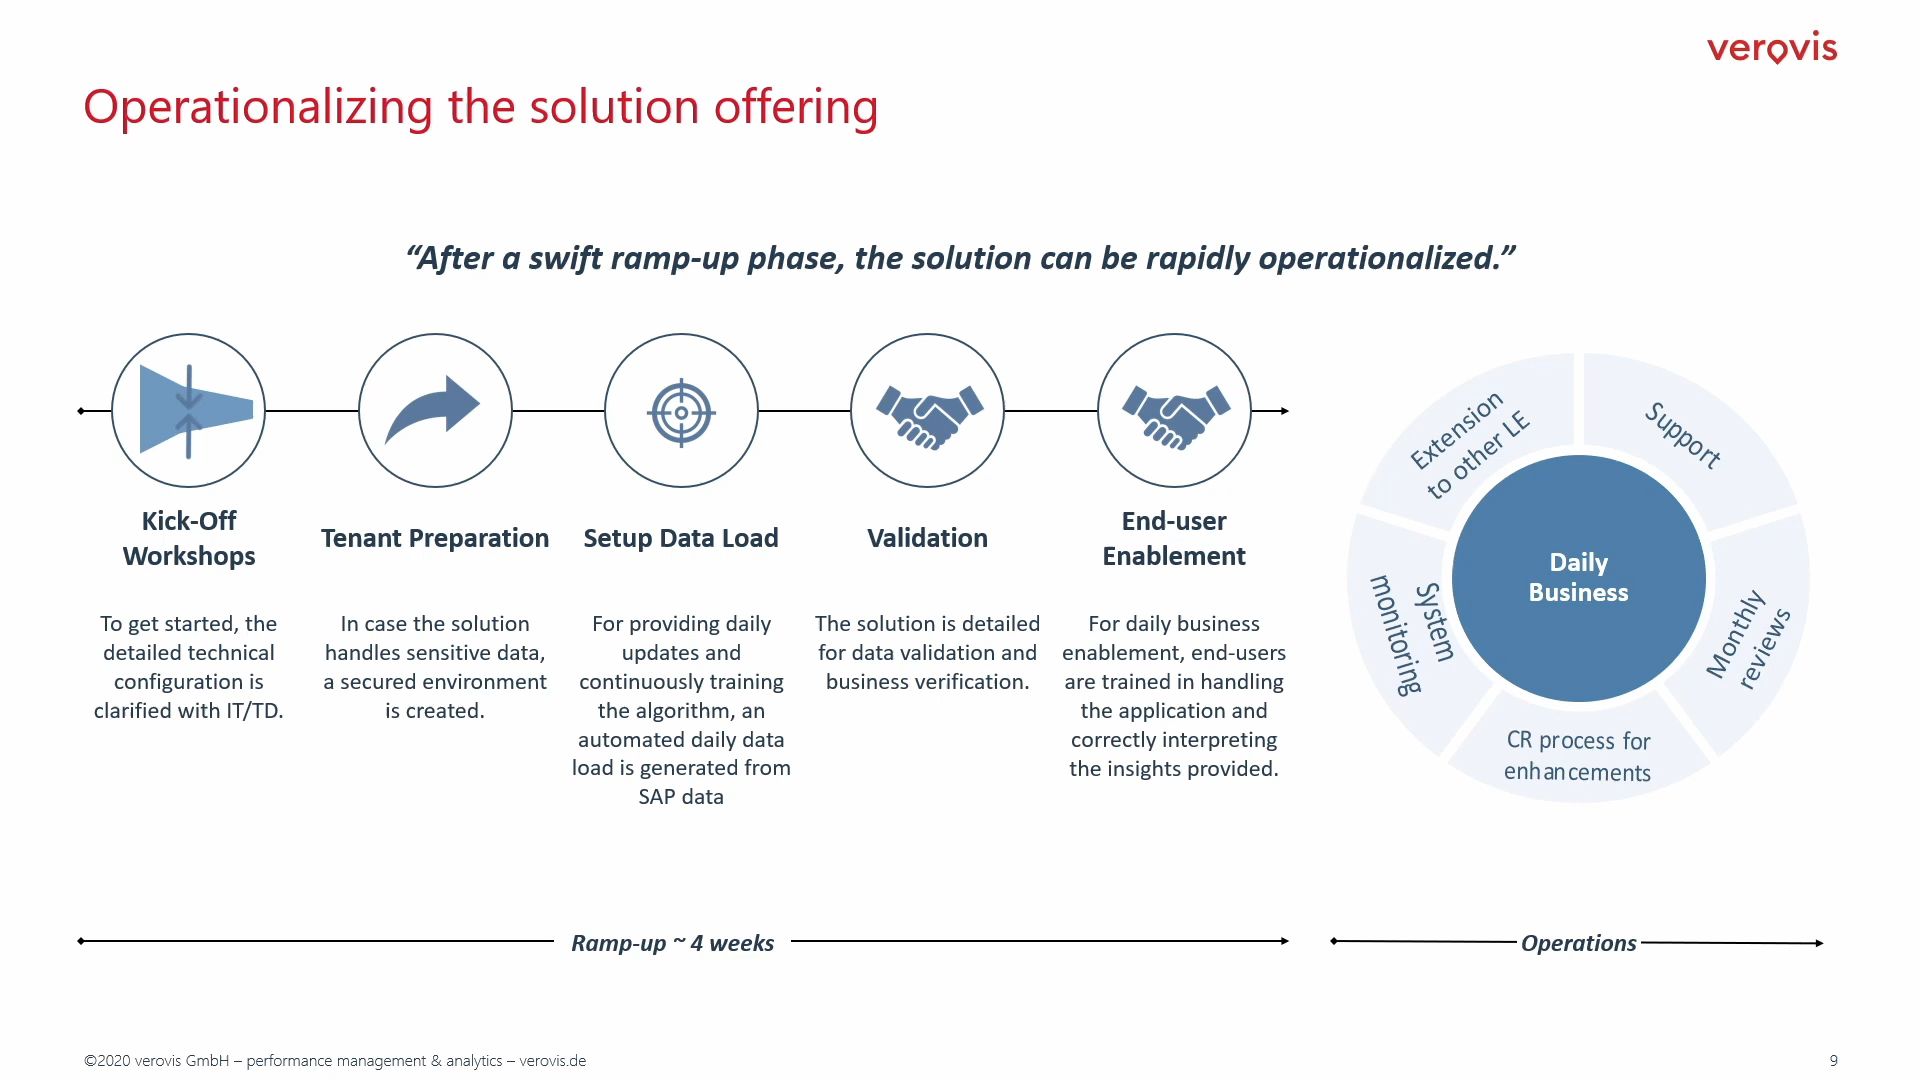 verovis
Operationalizing the solution offering
“After a swift ramp-up phase, the solution can be rapidly operationalized.”
Kick-Off
Workshops
To get started, the
detailed technical
configuration is
clarified with IT/TD.
Tenant Preparation
In case the solution
handles sensitive data,
a secured environment
is created.
Setup Data Load
For providing daily
updates and
continuously training
the algorithm, an
automated daily data
load is generated from
SAP data
Validation
The solution is detailed
for data validation and
business verification.
End-user
Enablement
For daily business
enablement, end-users
are trained in handling
the application and
correctly interpreting
the insights provided.
Extension
to other LE
Support
Monthly
reviews
CR process for
enhancements
System
monitoring
Daily
Business
Ramp-up ~ 4 weeks
Operations
©2020 verovis GmbH – performance management & analytics – verovis.de
9